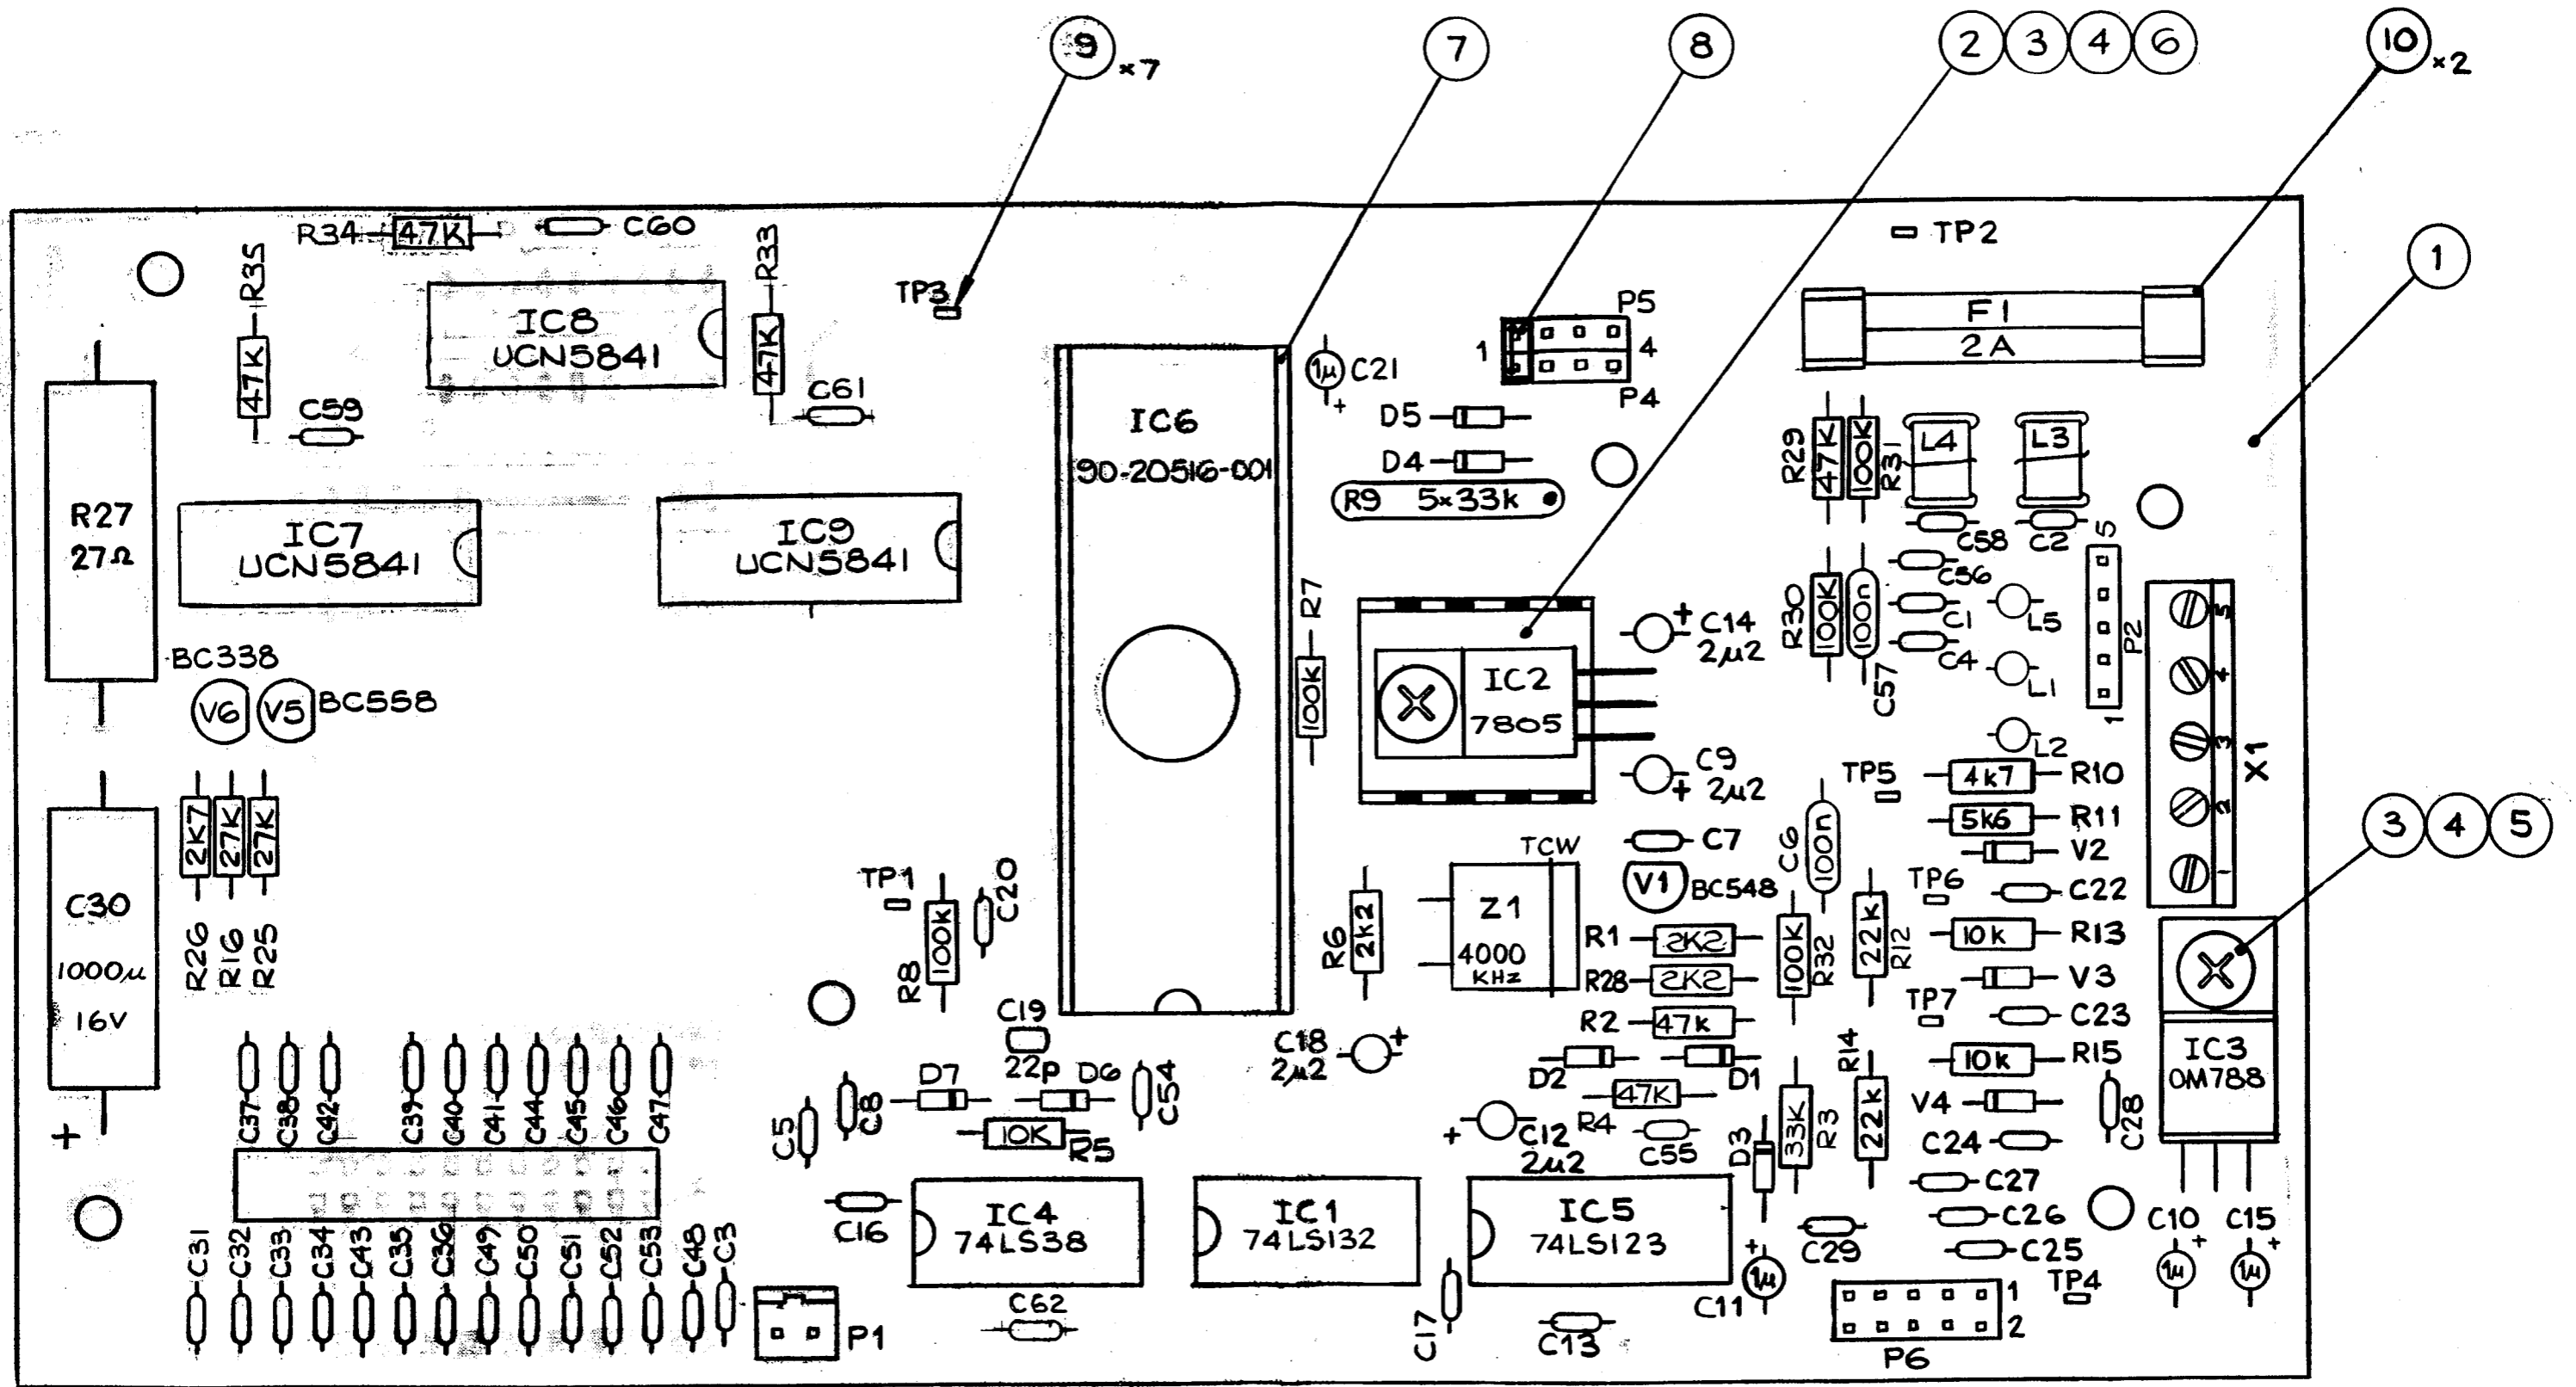 9 ×7
7
8
2 3 4 6
10 ×2
1
R34 47K C60
R35 47K
C59
IC8
UCN5841
R33 47K
C61
TP3
TP2
P5
1 4
P4
F1
2A
1µ C21
+
D5
D4
R9 5×33k
IC6
90-20516-001
R27
27Ω
IC7
UCN5841
IC9
UCN5841
R29 47K
100K R31
L4
L3
C58
C2
5
P2
1
C56
C1
C4
L5
L1
L2
R30 100K
100n C57
R7 100k
IC2
7805
+ C14
2µ2
C9
+ 2µ2
5
4
3
2
1
X1
BC338
V6 V5 BC558
2K7 27K 27K
R26 R16 R25
C30
1000µ
16V
+
TP1
R8 100k
C20
C19
22p
R6 2k2
TCW
Z1
4000
KHz
C7
V1 BC548
C6 100n
R1 2K2
R28 2K2
R2 47k
D2 D1
R4 47K
C55
100K R32
22k R12
TP5
4k7 R10
5k6 R11
V2
TP6
C22
10k R13
V3
TP7
C23
10k R15
V4
C24
C27
C26
C25
TP4
3 4 5
IC3
OM788
C28
C10 C15
+ +
1µ 1µ
C18
2µ2 +
+ C12
2µ2
D3
33K R3
R14 22k
C37 C38 C42 C39 C40 C41 C44 C45 C46 C47
C5
C8
D7
D6
C54
10K R5
C16
IC4
74LS38
IC1
74LS132
IC5
74LS123
C31 C32 C33 C34 C43 C35 C36 C49 C50 C51 C52 C53 C48 C3
P1
C62
C17
C13
C11 1µ
+
C29
1
2
P6